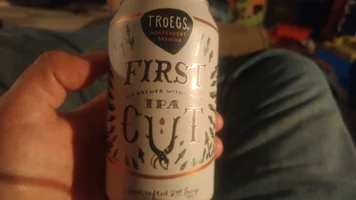 TRÖEGS
INDEPENDENT
BREWING
FIRST
BREWED WITH
IPA
CUT